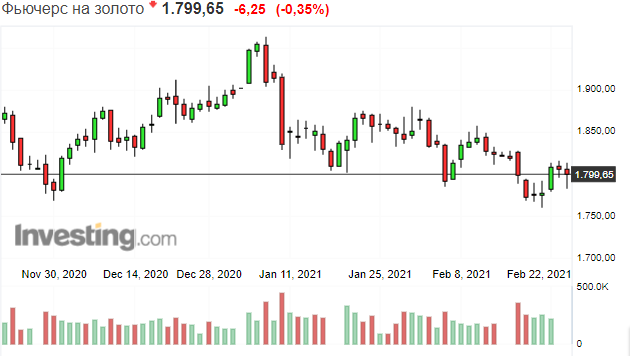 Фьючерс на золото 1.799,65 -6,25 (-0,35%)
1.900,00
1.850,00
1.799,65
1.750,00
1.700,00
Investing.com
Nov 30, 2020 Dec 14, 2020 Dec 28, 2020 Jan 11, 2021 Jan 25, 2021 Feb 8, 2021 Feb 22, 2021
500.0K
0